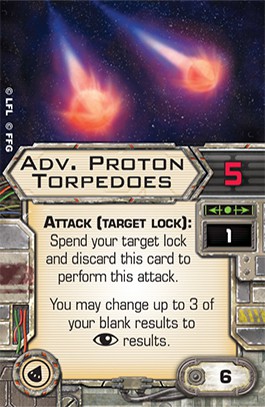 © LFL © FFG
ADV. PROTON
TORPEDOES
5
ATTACK (TARGET LOCK):
Spend your target lock
and discard this card to
perform this attack.
1
You may change up to 3 of
your blank results to
results.
6